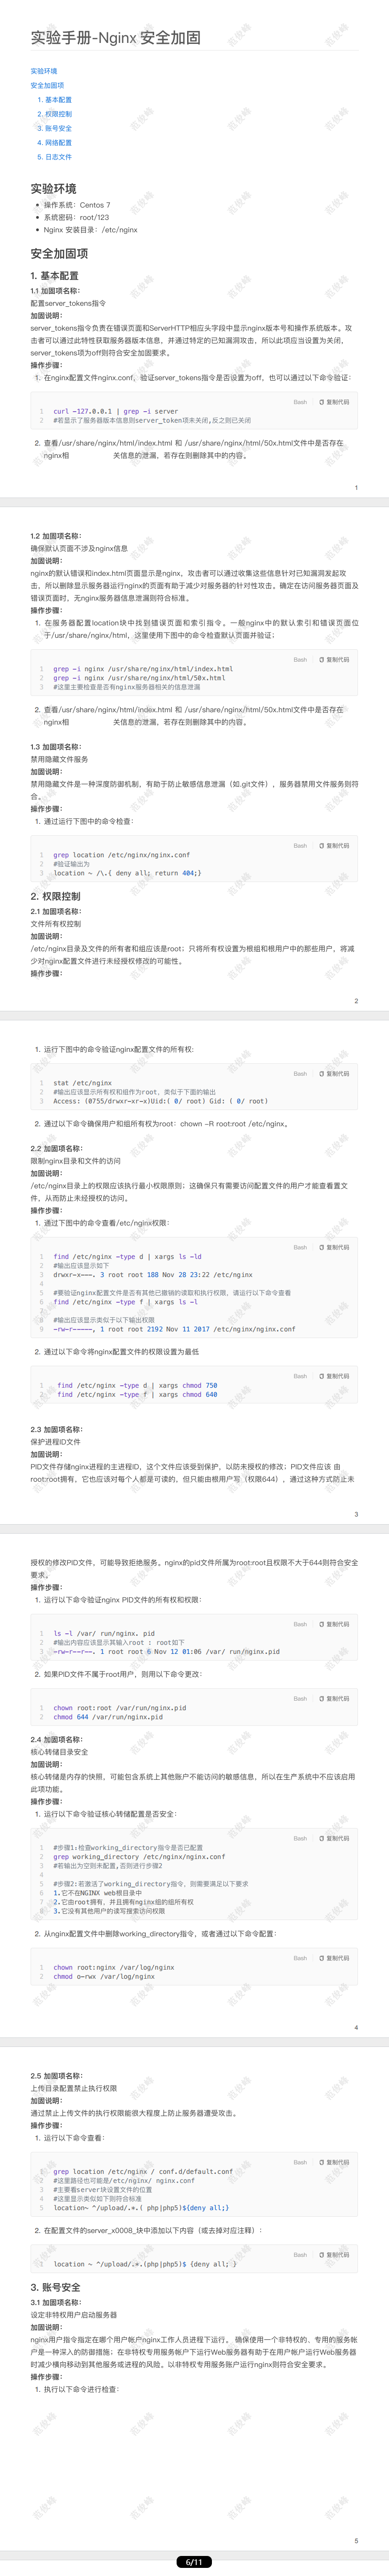 实验手册-Nginx 安全加固
实验环境
安全加固项
1. 基本配置
2. 权限控制
3. 账号安全
4. 网络配置
5. 日志文件
实验环境
操作系统：Centos 7
系统密码：root/123
Nginx 安装目录：/etc/nginx
安全加固项
1. 基本配置
1.1 加固项名称：
配置server_tokens指令
加固说明：
server_tokens指令负责在错误页面和ServerHTTP相应头字段中显示nginx版本号和操作系统版本。攻
击者可以通过此特性获取服务器版本信息，并通过特定的已知漏洞攻击，所以此项应当设置为关闭，
server_tokens项为off则符合安全加固要求。
操作步骤：
1. 在nginx配置文件nginx.conf，验证server_tokens指令是否设置为off，也可以通过以下命令验证：
Bash 复制代码
1 curl -127.0.0.1 | grep -i server
2 #若显示了服务器版本信息则server_token项未关闭,反之则已关闭
2. 查看/usr/share/nginx/html/index.html 和 /usr/share/nginx/html/50x.html文件中是否存在
nginx相 关信息的泄漏，若存在则删除其中的内容。
1
1.2 加固项名称：
确保默认页面不涉及nginx信息
加固说明：
nginx的默认错误和index.html页面显示是nginx，攻击者可以通过收集这些信息针对已知漏洞发起攻
击，所以删除显示服务器运行nginx的页面有助于减少对服务器的针对性攻击。确定在访问服务器页面及
错误页面时，无nginx服务器信息泄漏则符合标准。
操作步骤：
1. 在服务器配置location块中找到错误页面和索引指令。一般nginx中的默认索引和错误页面位
于/usr/share/nginx/html，这里使用下图中的命令检查默认页面并验证；
Bash 复制代码
1 grep -i nginx /usr/share/nginx/html/index.html
2 grep -i nginx /usr/share/nginx/html/50x.html
3 #这里主要检查是否有nginx服务器相关的信息泄漏
2. 查看/usr/share/nginx/html/index.html 和 /usr/share/nginx/html/50x.html文件中是否存在
nginx相 关信息的泄漏，若存在则删除其中的内容。
1.3 加固项名称：
禁用隐藏文件服务
加固说明：
禁用隐藏文件是一种深度防御机制，有助于防止敏感信息泄漏（如.git文件），服务器禁用文件服务则符
合。
操作步骤：
1. 通过运行下图中的命令检查：
Bash 复制代码
1 grep location /etc/nginx/nginx.conf
2 #验证输出为
3 location ~ /\.{ deny all; return 404;}
2. 权限控制
2.1 加固项名称：
文件所有权控制
加固说明：
/etc/nginx目录及文件的所有者和组应该是root；只将所有权设置为根组和根用户中的那些用户，将减
少对nginx配置文件进行未经授权修改的可能性。
操作步骤：
2
1. 运行下图中的命令验证nginx配置文件的所有权:
Bash 复制代码
1 stat /etc/nginx
2 #输出应该显示所有权和组作为root，类似于下面的输出
3 Access: (0755/drwxr-xr-x)Uid:( 0/ root) Gid: ( 0/ root)
2. 通过以下命令确保用户和组所有权为root：chown -R root:root /etc/nginx。
2.2 加固项名称：
限制nginx目录和文件的访问
加固说明：
/etc/nginx目录上的权限应该执行最小权限原则；这确保只有需要访问配置文件的用户才能查看置文
件，从而防止未经授权的访问。
操作步骤：
1. 通过下图中的命令查看/etc/nginx权限：
Bash 复制代码
1 find /etc/nginx -type d | xargs ls -ld
2 #输出应该显示如下
3 drwxr-x---. 3 root root 188 Nov 28 23:22 /etc/nginx
4
5 #要验证nginx配置文件是否其他已撤销的读取和执行权限，请运行以下命令查看
6 find /etc/nginx -type f | xargs ls -l
7
8 #输出应该显示类似于以下输出权限
9 -rw-r-----, 1 root root 2192 Nov 11 2017 /etc/nginx/nginx.conf
2. 通过以下命令将nginx配置文件的权限设置为最低
Bash 复制代码
1 find /etc/nginx -type d | xargs chmod 750
2 find /etc/nginx -type f | xargs chmod 640
2.3 加固项名称：
保护进程ID文件
加固说明：
PID文件存储nginx进程的主进程ID，这个文件应该受到保护，以防未授权的修改；PID文件应该 由
root:root拥有，它也应该对每个人都是可读的，但只能由根用户写（权限644），通过这种方式防止未
3
授权的修改PID文件，可能导致拒绝服务。nginx的pid文件所属为root:root且权限不大于644则符合安全
要求。
操作步骤：
1. 运行以下命令验证nginx PID文件的所有权和权限：
Bash 复制代码
1 ls -l /var/ run/nginx. pid
2 #输出内容应该显示其输入root : root如下
3 -rw-r--r--. 1 root root 6 Nov 12 01:06 /var/ run/nginx.pid
2. 如果PID文件不属于root用户，则用以下命令更改：
Bash 复制代码
1 chown root:root /var/run/nginx.pid
2 chmod 644 /var/run/nginx.pid
2.4 加固项名称：
核心转储目录安全
加固说明：
核心转储是内存的快照，可能包含系统上其他账户不能访问的敏感信息，所以在生产系统中不应该启用
此项功能。
操作步骤：
1. 运行以下命令验证核心转储配置是否安全：
Bash 复制代码
1 #步骤1:检查working_directory指令是否已配置
2 grep working_directory /etc/nginx/nginx.conf
3 #若输出为空则未配置,否则进行步骤2
4
5 #步骤2:若激活了working_directory指令，则需要满足以下要求
6 1.它不在NGINX web根目录中
7 2.它由root拥有，并且拥有nginx组的组所有权
8 3.它没有其他用户的读写搜索访问权限
2. 从nginx配置文件中删除working_directory指令，或者通过以下命令配置：
Bash 复制代码
1 chown root:nginx /var/log/nginx
2 chmod o-rwx /var/log/nginx
4
2.5 加固项名称：
上传目录配置禁止执行权限
加固说明：
通过禁止上传文件的执行权限能很大程度上防止服务器遭受攻击。
操作步骤：
1. 运行以下命令查看：
Bash 复制代码
1 grep location /etc/nginx / conf.d/default.conf
2 #这里路径也可能是/etc/nginx/ nginx.conf
3 #主要看server块设置文件的位置
4 #这里显示类似如下则符合标准
5 location~ ^/upload/.*.( php|php5)${deny all;}
2. 在配置文件的server_x0008_块中添加以下内容（或去掉对应注释）：
Bash 复制代码
1 location ~ ^/upload/.*.(php|php5)$ {deny all; }
3. 账号安全
3.1 加固项名称：
设定非特权用户启动服务器
加固说明：
nginx用户指令指定在哪个用户帐户nginx工作人员进程下运行。 确保使用一个非特权的、专用的服务帐
户是一种深入的防御措施；在非特权专用服务帐户下运行Web服务器有助于在用户帐户运行Web服务器
时减少横向移动到其他服务或进程的风险。以非特权专用服务账户运行nginx则符合安全要求。
操作步骤：
1. 执行以下命令进行检查：
5
6/11